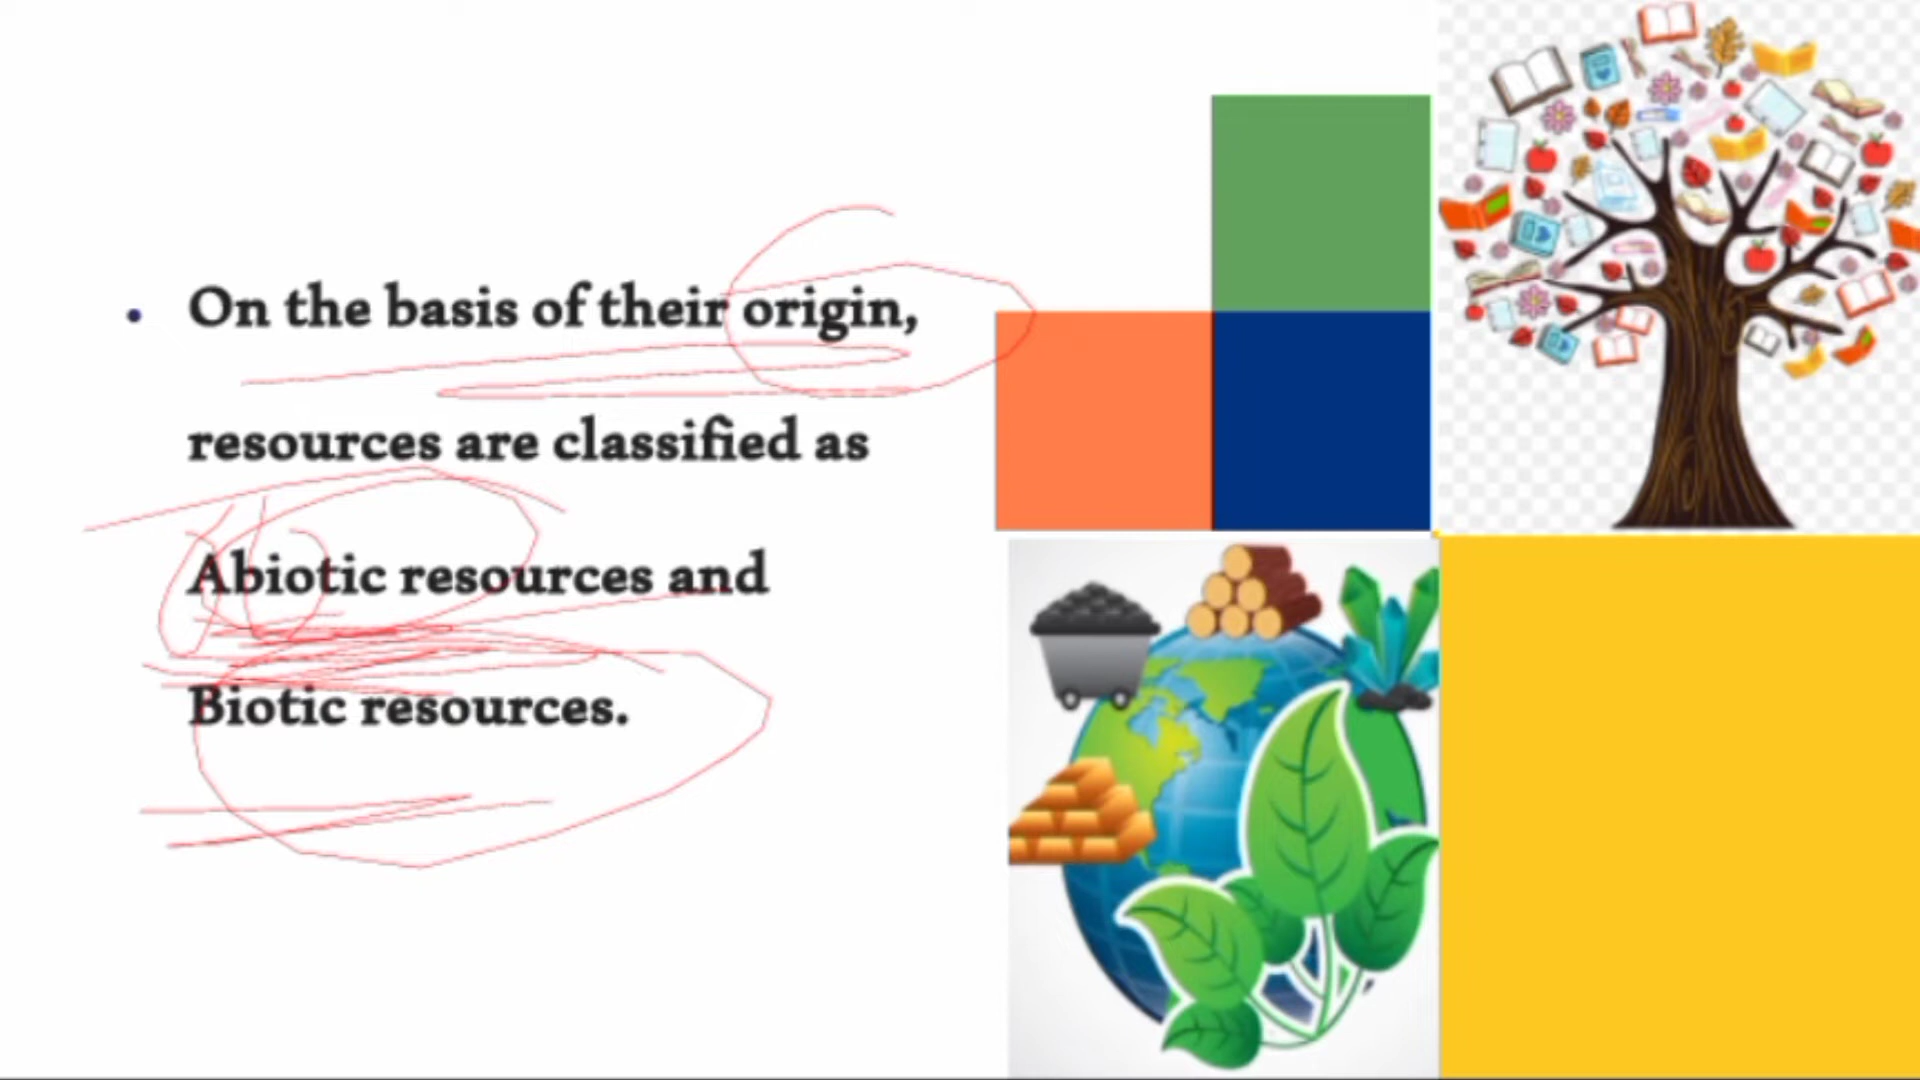 • On the basis of their origin,
resources are classified as
Abiotic resources and
Biotic resources.